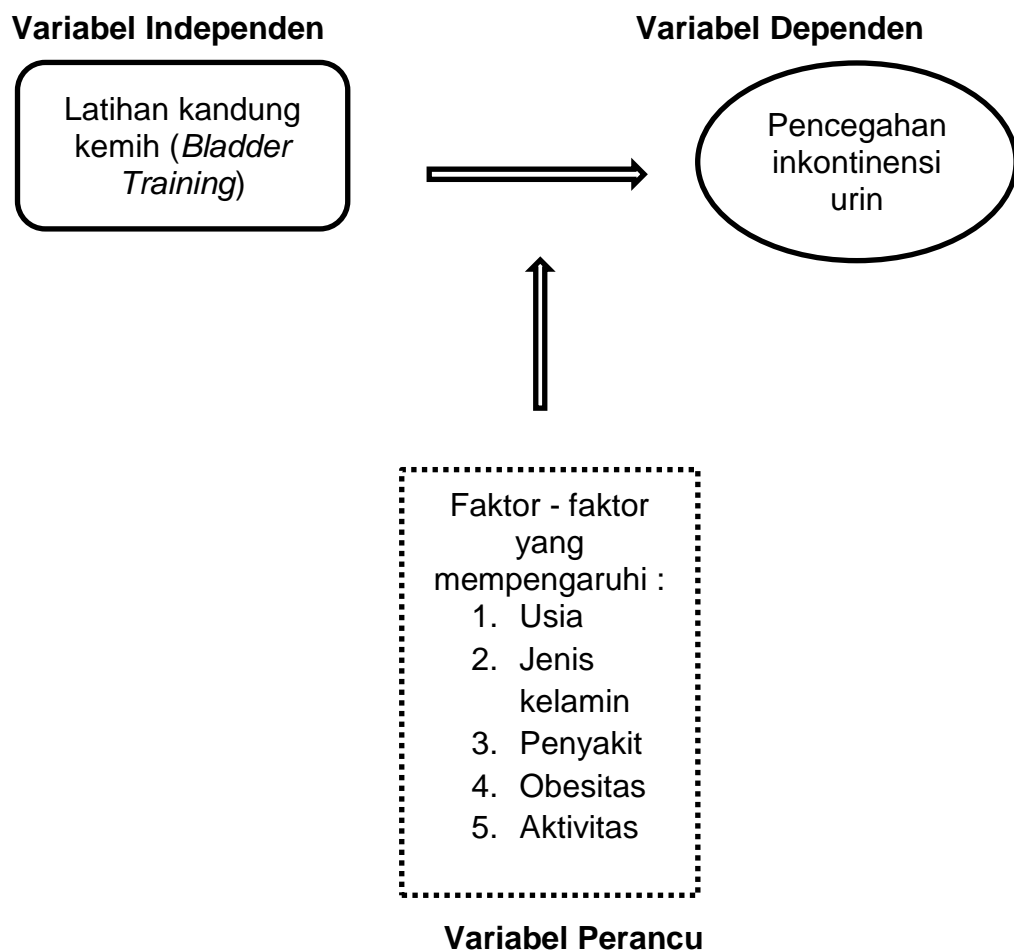 Variabel Independen
Variabel Dependen
Latihan kandung
kemih (Bladder
Training)
Pencegahan
inkontinensi
urin
Faktor - faktor
yang
mempengaruhi :
1. Usia
2. Jenis
kelamin
3. Penyakit
4. Obesitas
5. Aktivitas
Variabel Perancu